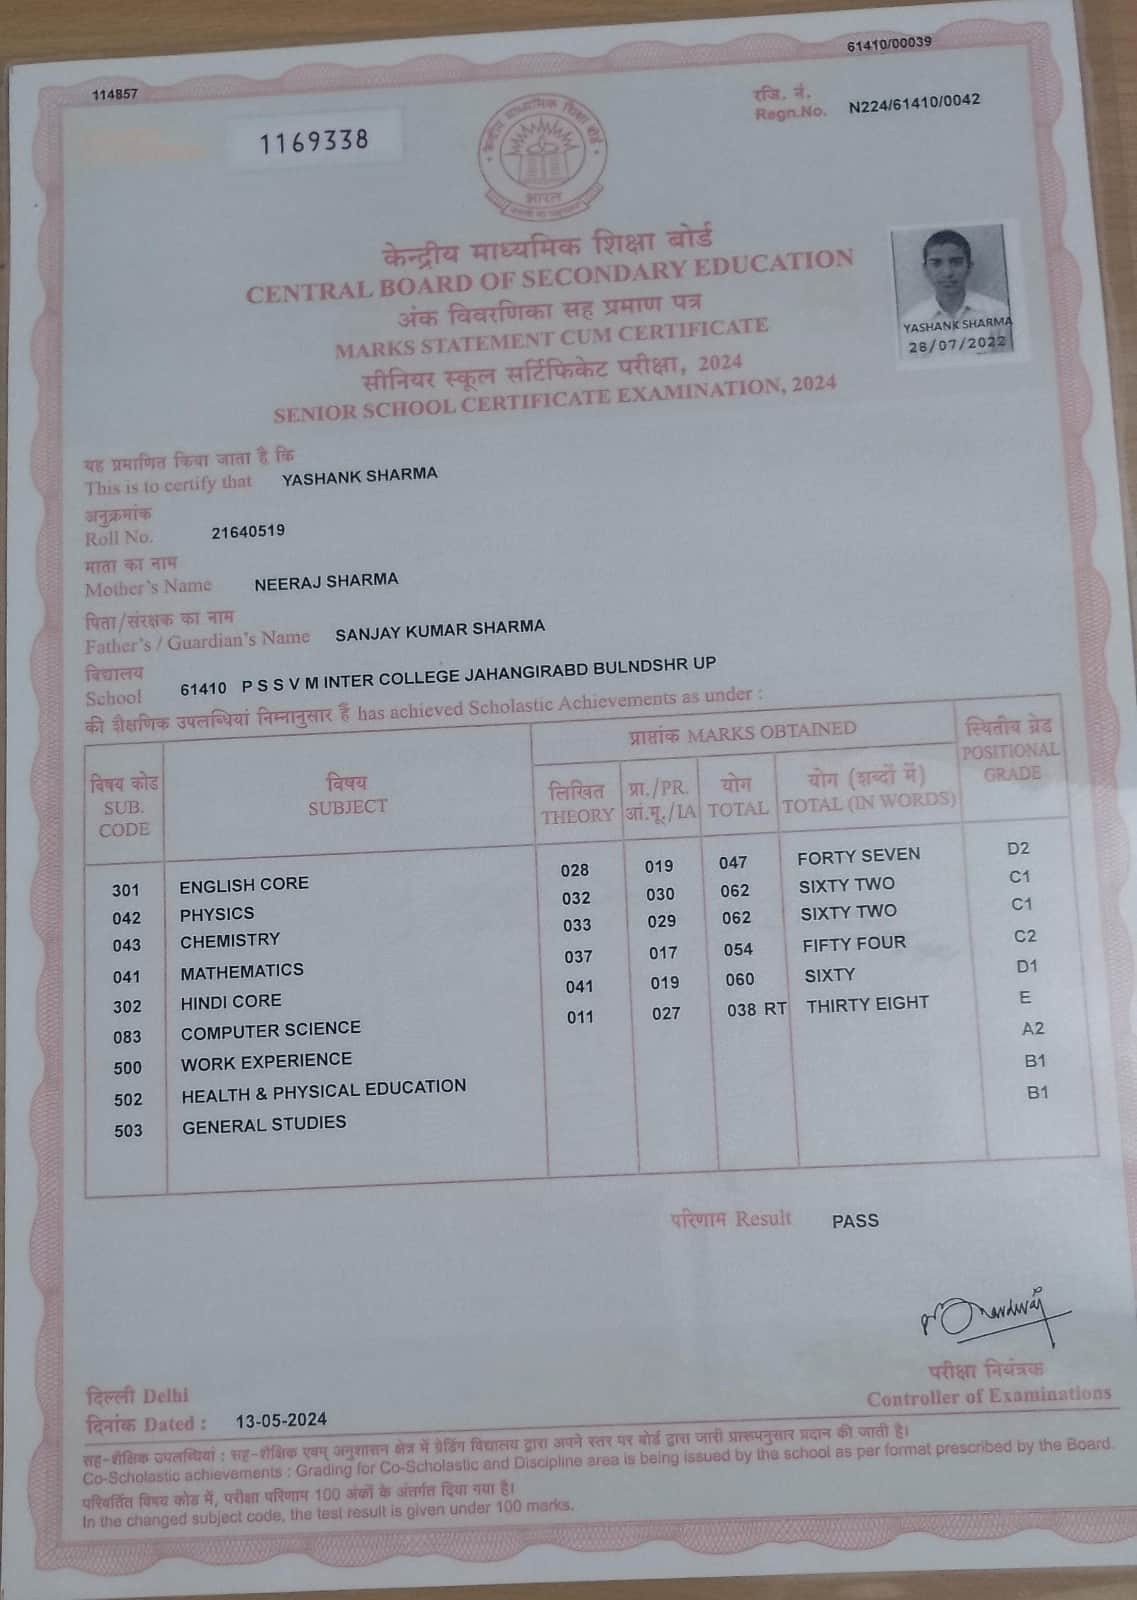 114857
61410/00039
1169338
रजि. नं.
Regn.No. N224/61410/0042
केन्द्रीय माध्यमिक शिक्षा बोर्ड
भारत
केन्द्रीय माध्यमिक शिक्षा बोर्ड
CENTRAL BOARD OF SECONDARY EDUCATION
अंक विवरणिका सह प्रमाण पत्र
MARKS STATEMENT CUM CERTIFICATE
सीनियर स्कूल सर्टिफिकेट परीक्षा, 2024
SENIOR SCHOOL CERTIFICATE EXAMINATION, 2024
YASHANK SHARMA
28/07/2022
यह प्रमाणित किया जाता है कि
This is to certify that YASHANK SHARMA
अनुक्रमांक
Roll No. 21640519
माता का नाम
Mother's Name NEERAJ SHARMA
पिता/संरक्षक का नाम
Father's / Guardian's Name SANJAY KUMAR SHARMA
विद्यालय
School 61410 P S S V M INTER COLLEGE JAHANGIRABD BULNDSHR UP
की शैक्षणिक उपलब्धियां निम्नानुसार हैं has achieved Scholastic Achievements as under :
विषय कोड SUB. CODE
विषय SUBJECT
प्राप्तांक MARKS OBTAINED
लिखित THEORY
प्रा./PR. आं.मू./IA
योग TOTAL
योग (शब्दों में) TOTAL (IN WORDS)
स्थितीय ग्रेड POSITIONAL GRADE
301 ENGLISH CORE 028 019 047 FORTY SEVEN D2
042 PHYSICS 032 030 062 SIXTY TWO C1
043 CHEMISTRY 033 029 062 SIXTY TWO C1
041 MATHEMATICS 037 017 054 FIFTY FOUR C2
302 HINDI CORE 041 019 060 SIXTY D1
083 COMPUTER SCIENCE 011 027 038 RT THIRTY EIGHT E
500 WORK EXPERIENCE A2
502 HEALTH & PHYSICAL EDUCATION B1
503 GENERAL STUDIES B1
परिणाम Result PASS
परीक्षा नियंत्रक
Controller of Examinations
दिल्ली Delhi
दिनांक Dated : 13-05-2024
सह-शैक्षिक उपलब्धियां : सह-शैक्षिक एवम् अनुशासन क्षेत्र में ग्रेडिंग विद्यालय द्वारा अपने स्तर पर बोर्ड द्वारा जारी प्रारूपनुसार प्रदान की जाती है।
Co-Scholastic achievements : Grading for Co-Scholastic and Discipline area is being issued by the school as per format prescribed by the Board.
परिवर्तित विषय कोड में, परीक्षा परिणाम 100 अंकों के अंतर्गत दिया गया है।
In the changed subject code, the test result is given under 100 marks.